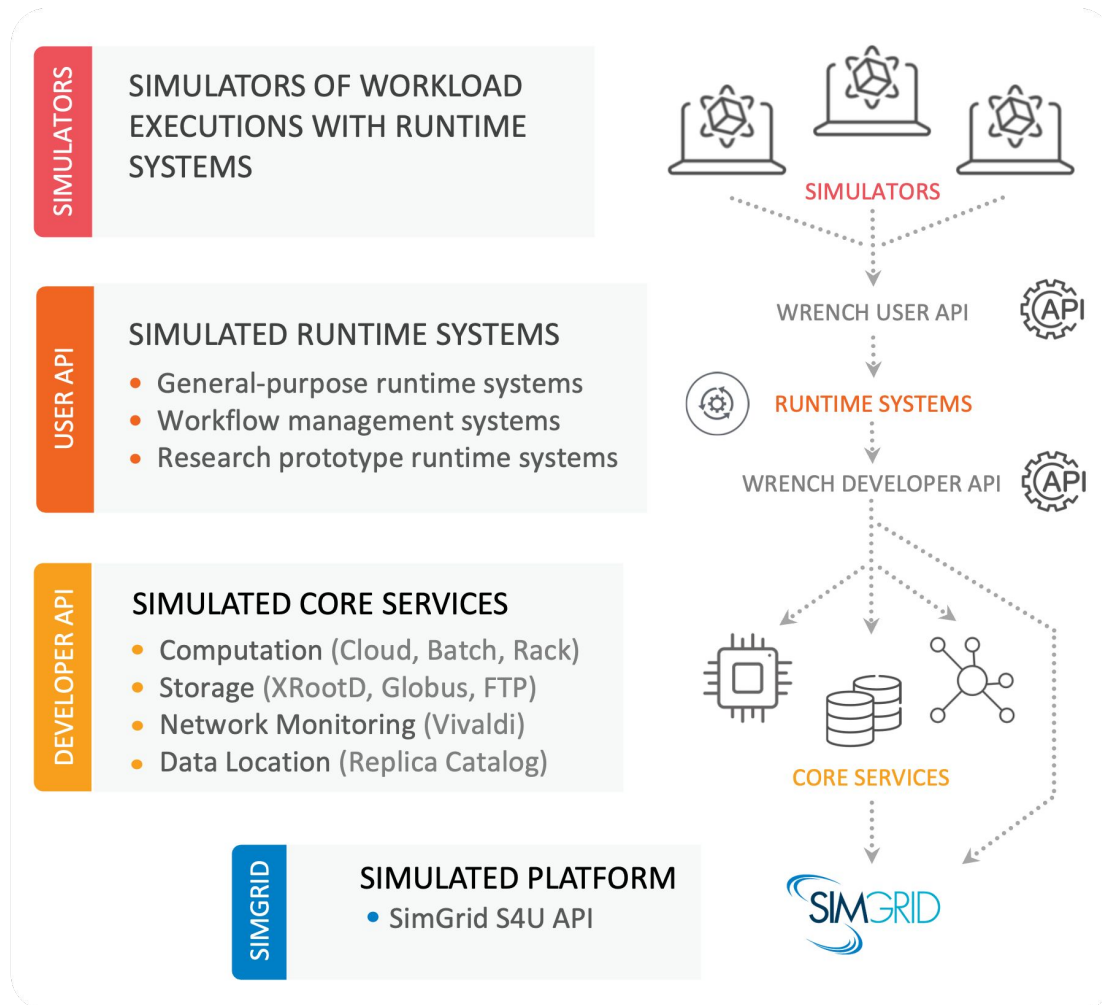 SIMULATORS
SIMULATORS OF WORKLOAD
EXECUTIONS WITH RUNTIME
SYSTEMS
SIMULATORS
WRENCH USER API
API
USER API
SIMULATED RUNTIME SYSTEMS
• General-purpose runtime systems
• Workflow management systems
• Research prototype runtime systems
RUNTIME SYSTEMS
WRENCH DEVELOPER API
API
DEVELOPER API
SIMULATED CORE SERVICES
• Computation (Cloud, Batch, Rack)
• Storage (XRootD, Globus, FTP)
• Network Monitoring (Vivaldi)
• Data Location (Replica Catalog)
CORE SERVICES
SIMGRID
SIMULATED PLATFORM
• SimGrid S4U API
SIMGRID